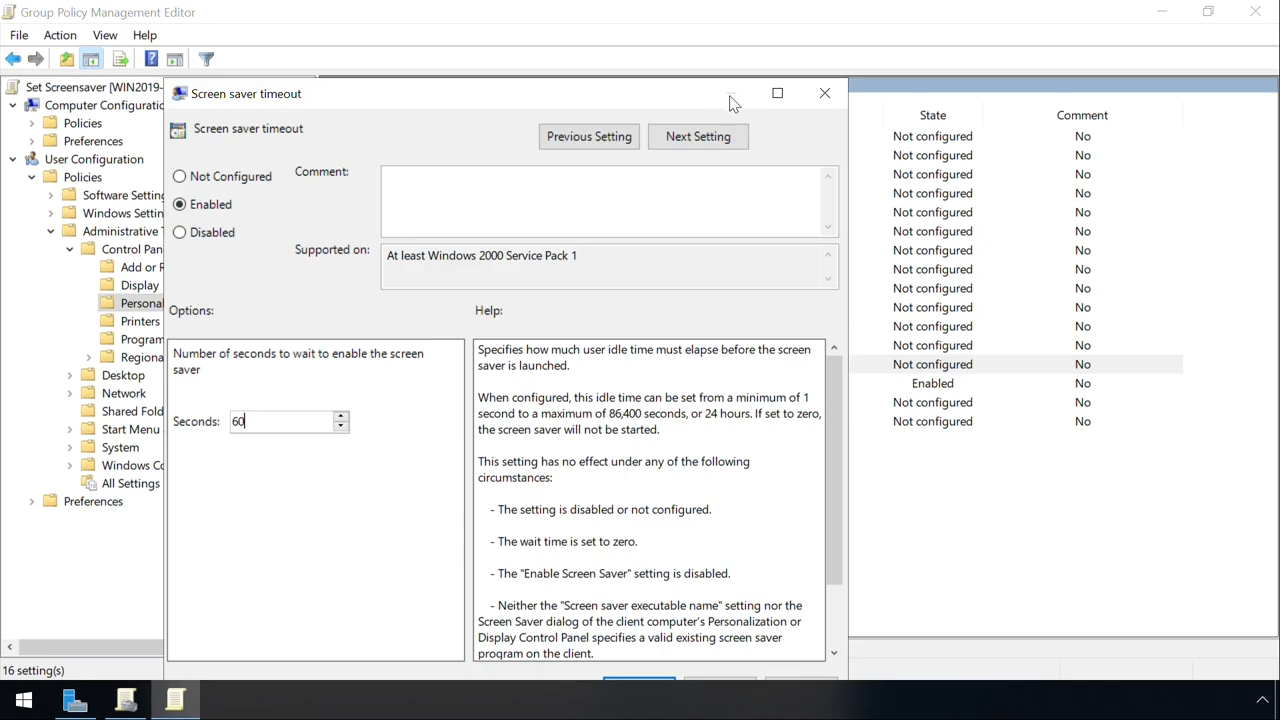 Group Policy Management Editor
File Action View Help
Set Screensaver [WIN2019-
Computer Configuratio
Policies
Preferences
User Configuration
Policies
Software Setting
Windows Settin
Administrative T
Control Pan
Add or R
Display
Personal
Printers
Program
Regiona
Desktop
Network
Shared Fold
Start Menu
System
Windows Co
All Settings
Preferences
16 setting(s)
Screen saver timeout
Screen saver timeout
Previous Setting
Next Setting
Not Configured
Enabled
Disabled
Comment:
Supported on:
At least Windows 2000 Service Pack 1
Options:
Help:
Number of seconds to wait to enable the screen
saver
Seconds: 60
Specifies how much user idle time must elapse before the screen
saver is launched.
When configured, this idle time can be set from a minimum of 1
second to a maximum of 86,400 seconds, or 24 hours. If set to zero,
the screen saver will not be started.
This setting has no effect under any of the following
circumstances:
- The setting is disabled or not configured.
- The wait time is set to zero.
- The "Enable Screen Saver" setting is disabled.
- Neither the "Screen saver executable name" setting nor the
Screen Saver dialog of the client computer's Personalization or
Display Control Panel specifies a valid existing screen saver
program on the client.
State Comment
Not configured No
Not configured No
Not configured No
Not configured No
Not configured No
Not configured No
Not configured No
Not configured No
Not configured No
Not configured No
Not configured No
Not configured No
Not configured No
Enabled No
Not configured No
Not configured No